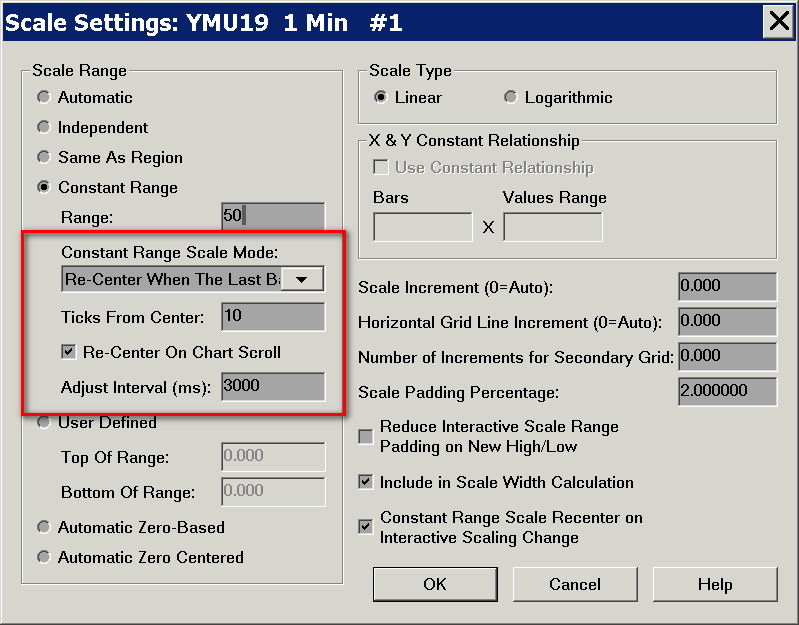 Scale Settings: YMU19 1 Min #1
Scale Range
Automatic
Independent
Same As Region
Constant Range
Range: 50
Constant Range Scale Mode:
Re-Center When The Last Ba
Ticks From Center: 10
Re-Center On Chart Scroll
Adjust Interval (ms): 3000
User Defined
Top Of Range: 0.000
Bottom Of Range: 0.000
Automatic Zero-Based
Automatic Zero Centered
Scale Type
Linear Logarithmic
X & Y Constant Relationship
Use Constant Relationship
Bars Values Range
X
Scale Increment (0=Auto): 0.000
Horizontal Grid Line Increment (0=Auto): 0.000
Number of Increments for Secondary Grid: 0.000
Scale Padding Percentage: 2.000000
Reduce Interactive Scale Range
Padding on New High/Low
Include in Scale Width Calculation
Constant Range Scale Recenter on
Interactive Scaling Change
OK Cancel Help